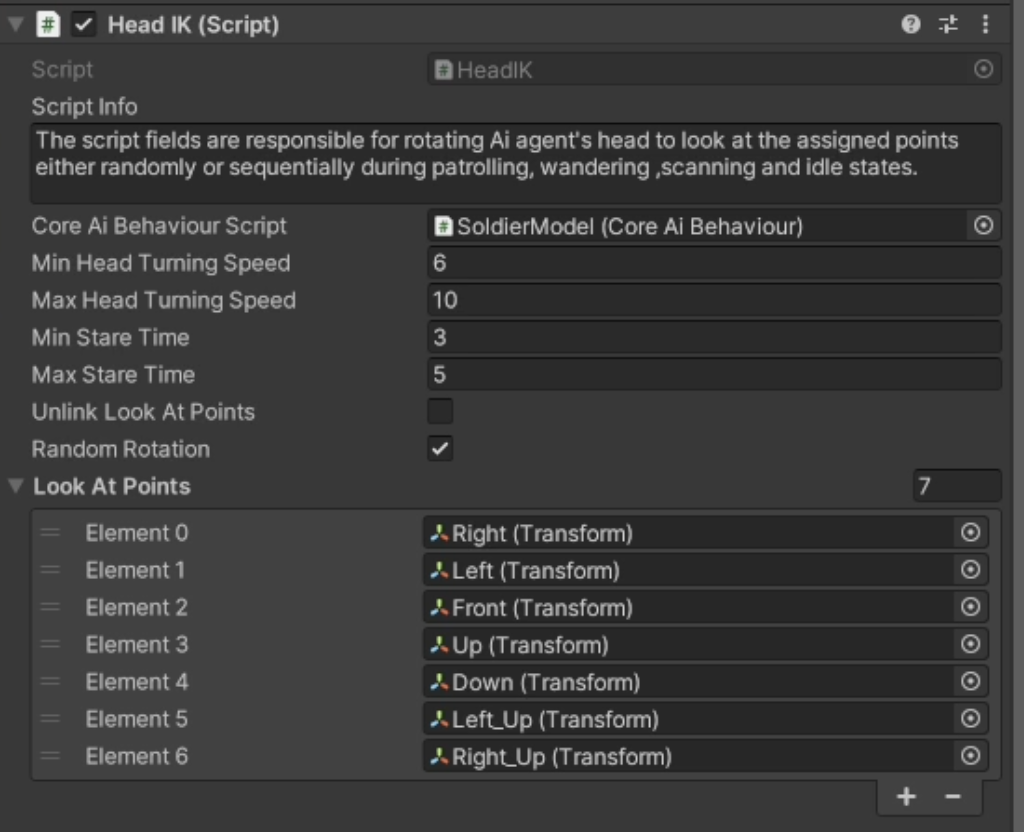 Head IK (Script)
Script HeadIK
Script Info
The script fields are responsible for rotating Ai agent's head to look at the assigned points
either randomly or sequentially during patrolling, wandering ,scanning and idle states.
Core Ai Behaviour Script SoldierModel (Core Ai Behaviour)
Min Head Turning Speed 6
Max Head Turning Speed 10
Min Stare Time 3
Max Stare Time 5
Unlink Look At Points
Random Rotation
Look At Points 7
Element 0 Right (Transform)
Element 1 Left (Transform)
Element 2 Front (Transform)
Element 3 Up (Transform)
Element 4 Down (Transform)
Element 5 Left_Up (Transform)
Element 6 Right_Up (Transform)